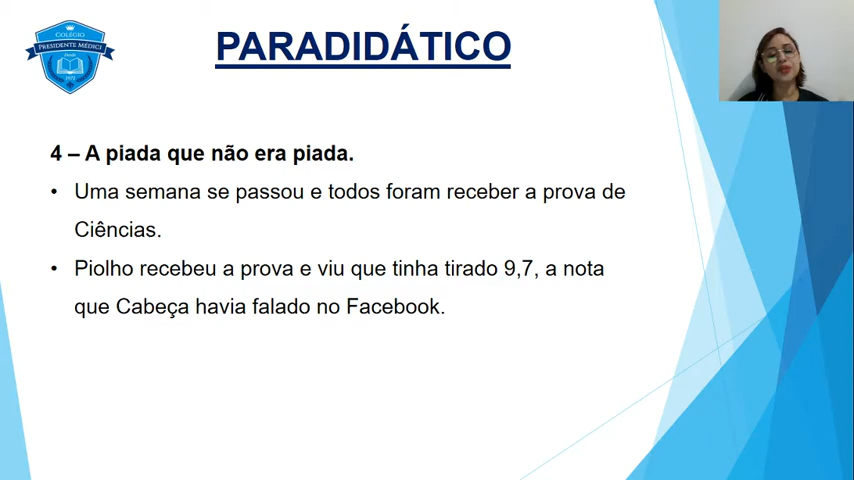 COLÉGIO
PRESIDENTE MÉDICI
1972
PARADIDÁTICO
4 – A piada que não era piada.
• Uma semana se passou e todos foram receber a prova de
Ciências.
• Piolho recebeu a prova e viu que tinha tirado 9,7, a nota
que Cabeça havia falado no Facebook.